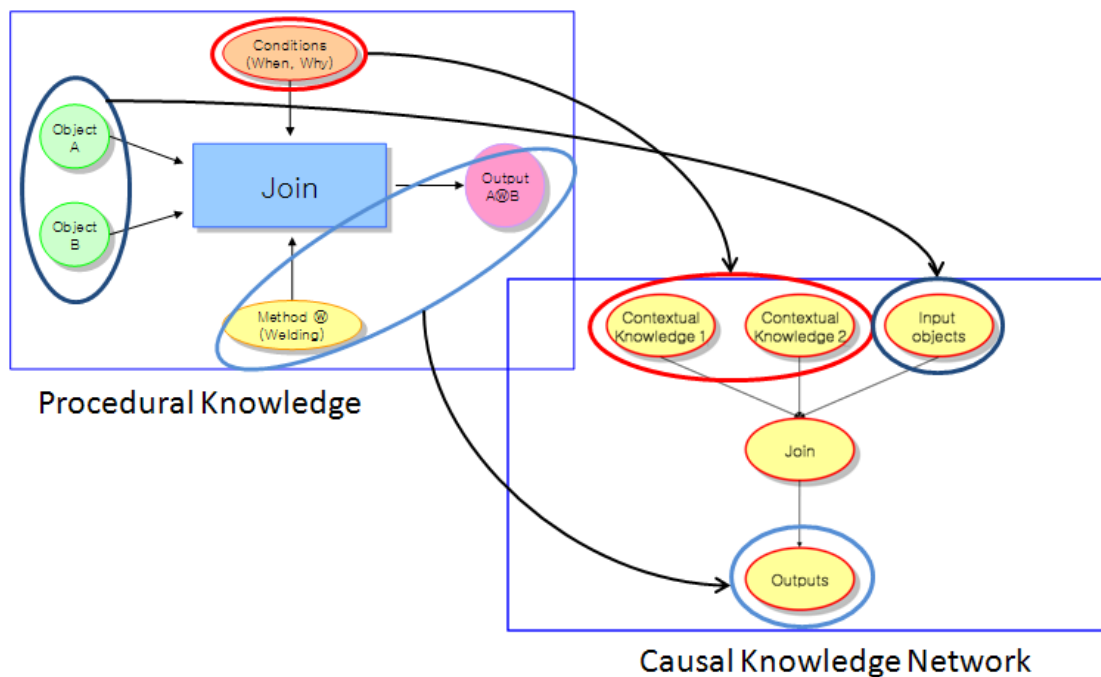 Conditions
(When, Why)
Object
A
Join
Output
AⓌB
Object
B
Method Ⓦ
(Welding)
Procedural Knowledge
Contextual
Knowledge 1
Contextual
Knowledge 2
Input
objects
Join
Outputs
Causal Knowledge Network